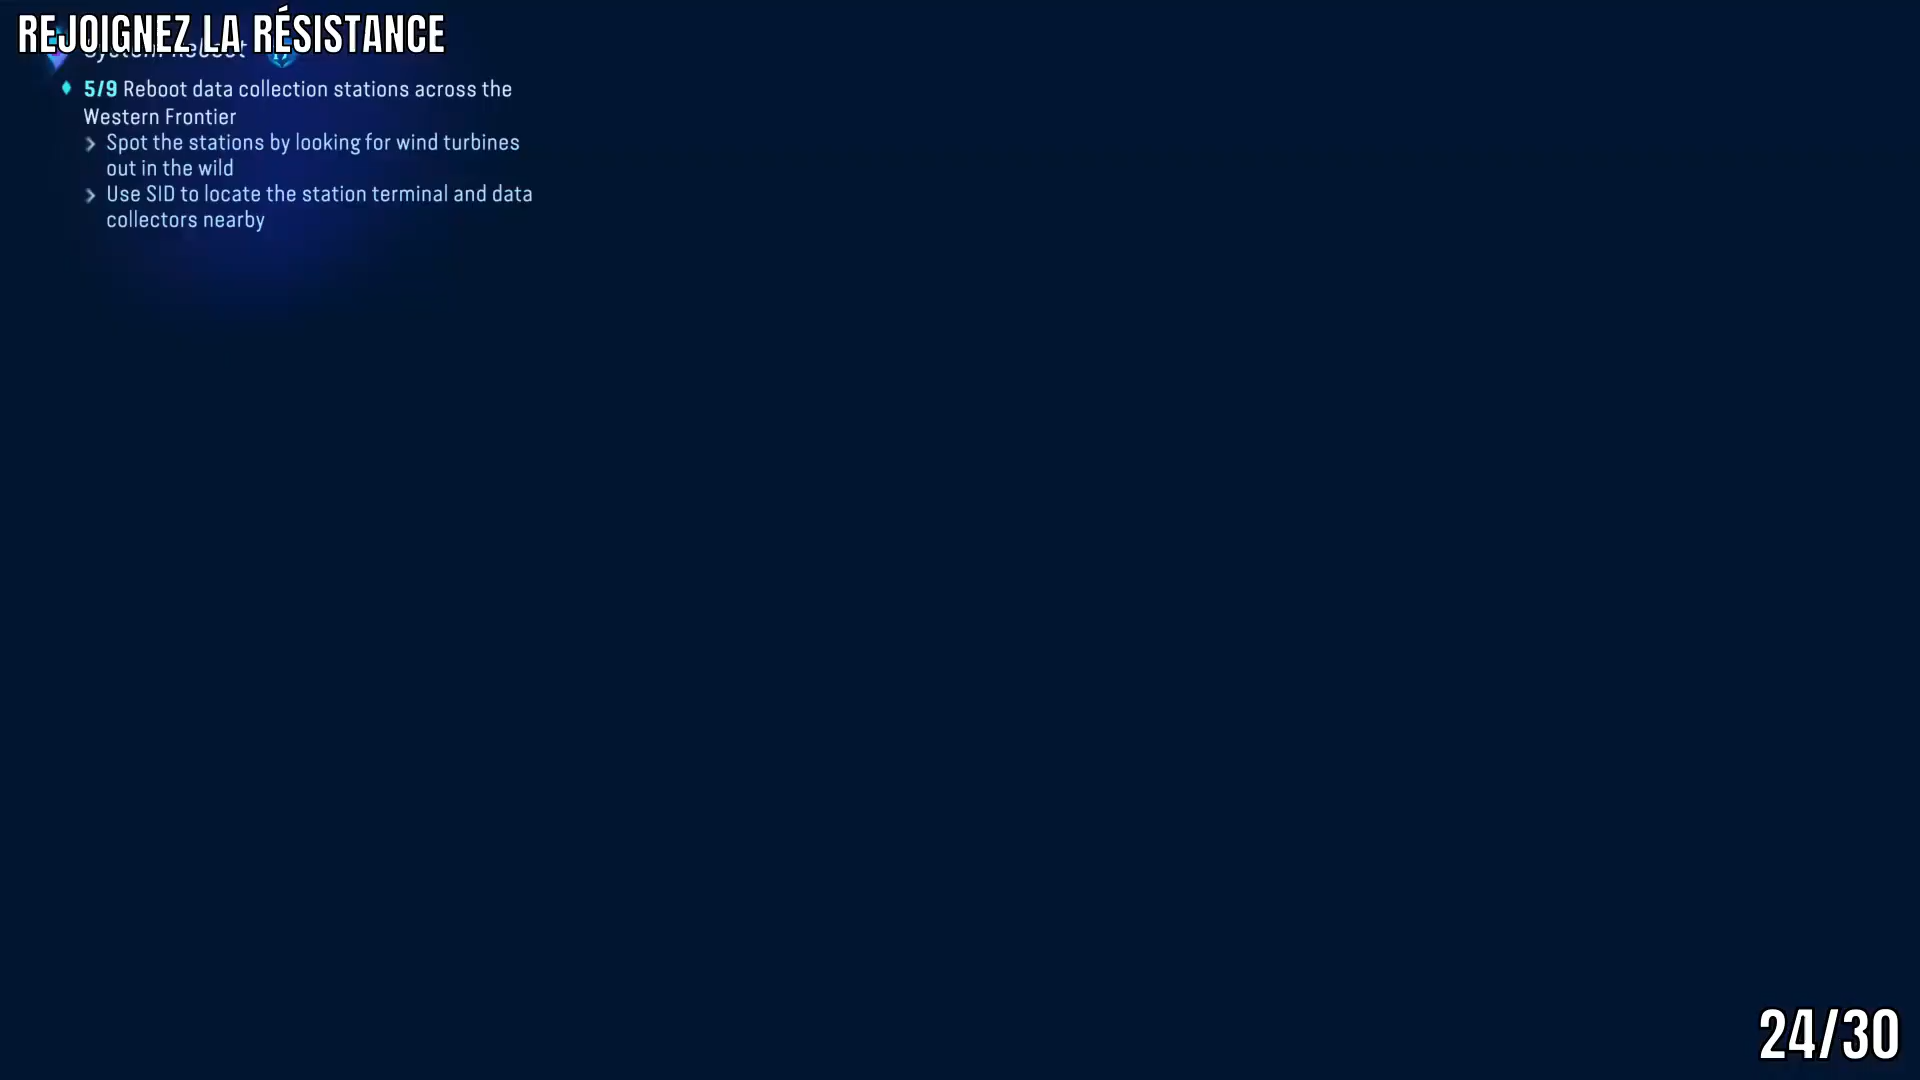 REJOIGNEZ LA RÉSISTANCE
System Reboot
5/9 Reboot data collection stations across the
Western Frontier
Spot the stations by looking for wind turbines
out in the wild
Use SID to locate the station terminal and data
collectors nearby
24/30